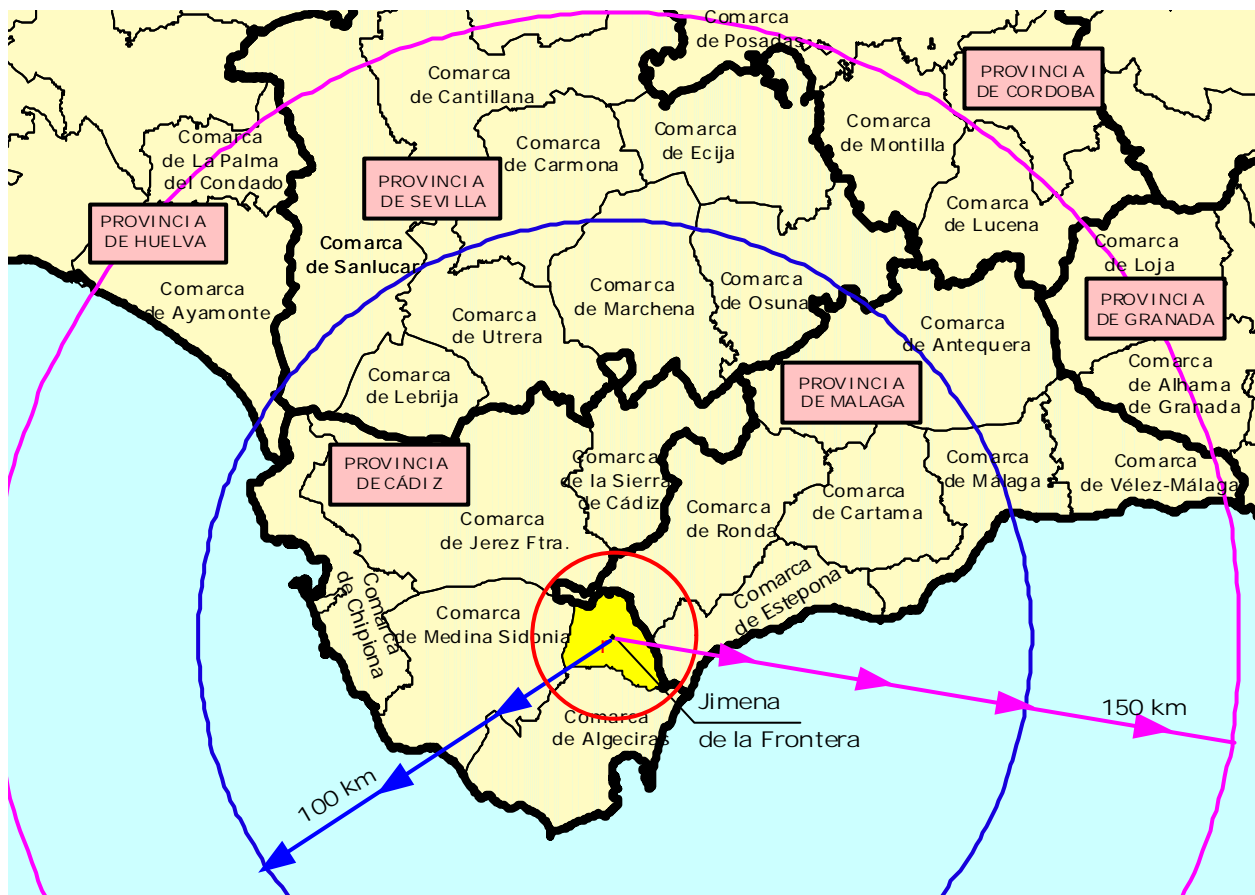 Comarca
de Posadas
PROVINCIA
DE CORDOBA
Comarca
de Cantillana
Comarca
de La Palma
del Condado
Comarca
de Carmona
Comarca
de Ecija
Comarca
de Montilla
PROVINCIA
DE SEVILLA
PROVINCIA
DE HUELVA
Comarca
de Sanlucar
Comarca
de Lucena
Comarca
de Loja
Comarca
de Ayamonte
Comarca
de Utrera
Comarca
de Marchena
Comarca
de Osuna
Comarca
de Antequera
PROVINCIA
DE GRANADA
Comarca
de Lebrija
PROVINCIA
DE MALAGA
Comarca
de Alhama
de Granada
PROVINCIA
DE CÁDIZ
Comarca
de la Sierra
de Cádiz
Comarca
de Jerez Ftra.
Comarca
de Ronda
Comarca
de Cartama
Comarca
de Málaga
Comarca
de Vélez-Málaga
Comarca
de Chipiona
Comarca
de Medina Sidonia
Comarca
de Estepona
Comarca
de Algeciras
Jimena
de la Frontera
150 km
100 km